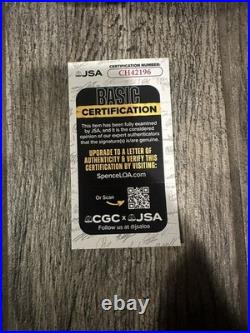 JSA
CERTIFICATION NUMBER:
CH42196
BASIC
CERTIFICATION
This item has been fully examined
by JSA, and it is the considered
opinion of our expert authenticators
that the signature(s) is/are genuine.
UPGRADE TO A LETTER OF
AUTHENTICITY & VERIFY THIS
CERTIFICATION BY VISITING:
SpenceLOA.com
Or Scan
CGC x JSA
Follow us at @jsaloa